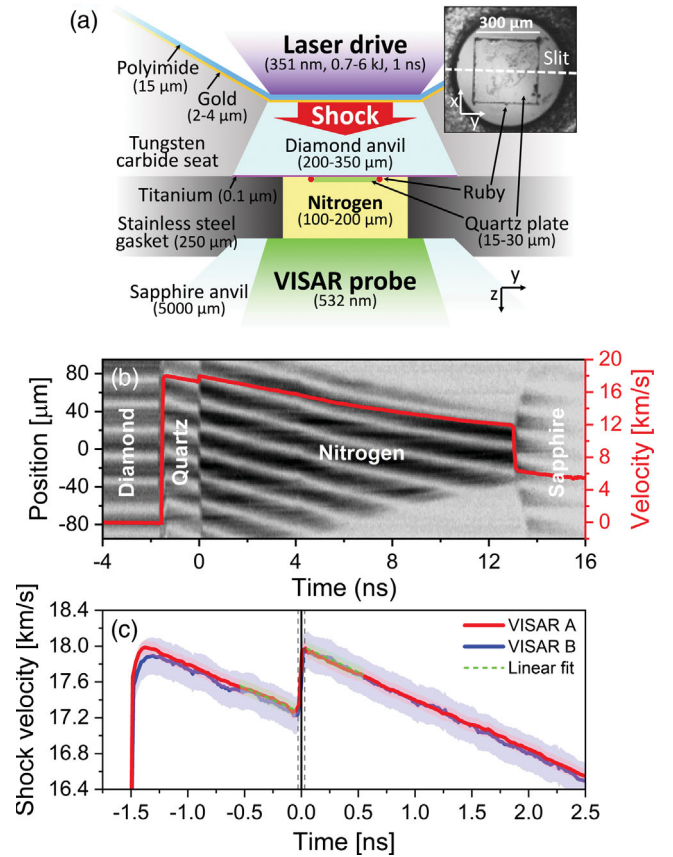 (a)
Laser drive
(351 nm, 0.7-6 kJ, 1 ns)
300 µm
Slit
x
y
Polyimide
(15 µm)
Gold
(2-4 µm)
Shock
Tungsten
carbide seat
Diamond anvil
(200-350 µm)
Titanium (0.1 µm)
Ruby
Nitrogen
(100-200 µm)
Quartz plate
(15-30 µm)
Stainless steel
gasket (250 µm)
Sapphire anvil
(5000 µm)
VISAR probe
(532 nm)
y
z
(b)
Position [µm]
80
40
0
-40
-80
Diamond
Quartz
Nitrogen
Sapphire
20
16
12
8
4
0
Velocity [km/s]
-4 0 4 8 12 16
Time (ns)
(c)
Shock velocity [km/s]
18.4
18.0
17.6
17.2
16.8
16.4
VISAR A
VISAR B
Linear fit
-1.5 -1.0 -0.5 0.0 0.5 1.0 1.5 2.0 2.5
Time [ns]